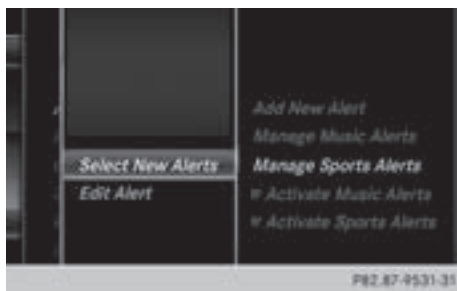 Add New Alert
Manage Music Alerts
Select New Alerts
Manage Sports Alerts
Edit Alert
Activate Music Alerts
Activate Sports Alerts
P82.87-9531-31